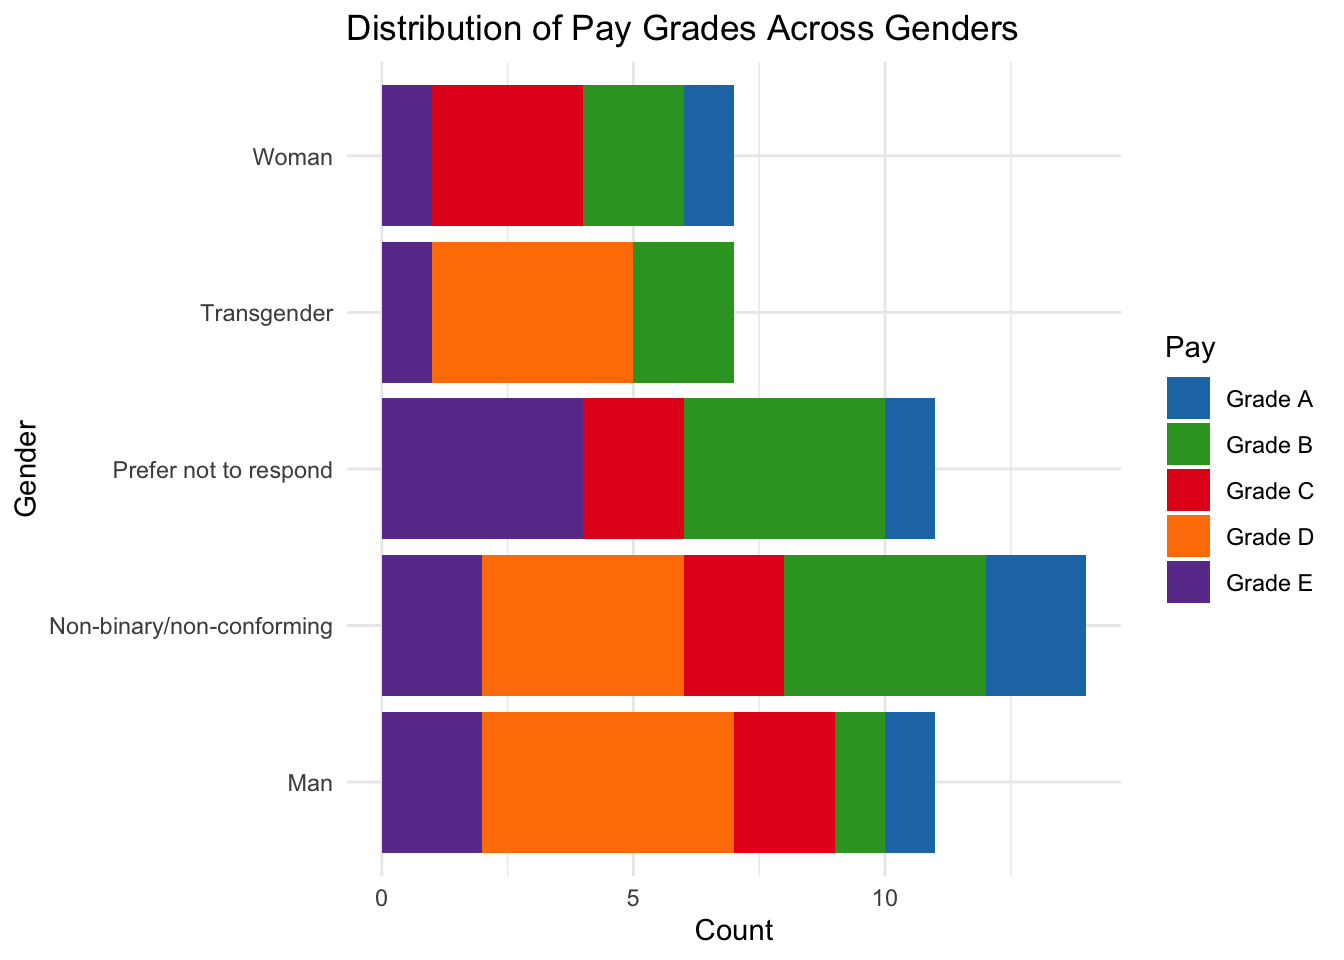 Distribution of Pay Grades Across Genders
Gender
Woman
Transgender
Prefer not to respond
Non-binary/non-conforming
Man
0 5 10
Count
Pay
Grade A
Grade B
Grade C
Grade D
Grade E